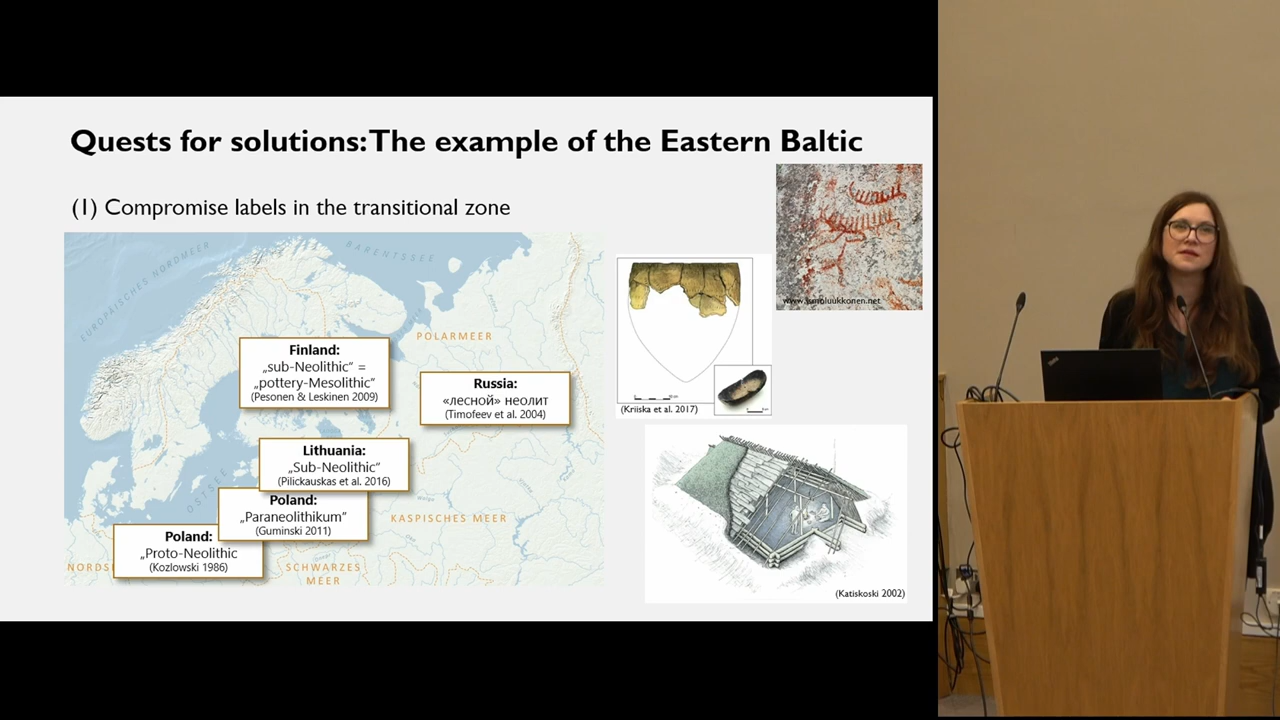 Quests for solutions: The example of the Eastern Baltic
(1) Compromise labels in the transitional zone
EUROPÄISCHES NORDMEER
BARENTSSEE
POLARMEER
Finland:
„sub-Neolithic“ =
„pottery-Mesolithic“
(Pesonen & Leskinen 2009)
Russia:
«лесной» неолит
(Timofeev et al. 2004)
Lithuania:
„Sub-Neolithic“
(Pilickauskas et al. 2016)
OSTSEE
Poland:
„Paraneolithikum“
(Guminski 2011)
KASPISCHES MEER
Poland:
„Proto-Neolithic
(Kozlowski 1986)
NORDS
SCHWARZES
MEER
www.ismoluukkonen.net
(Kriiska et al. 2017)
(Katiskoski 2002)